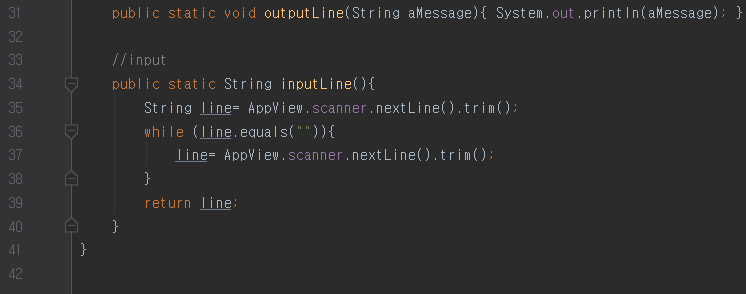 31 public static void outputLine(String aMessage){ System.out.println(aMessage); }
32
33 //input
34 public static String inputLine(){
35 String line= AppView.scanner.nextLine().trim();
36 while (line.equals("")){
37 line= AppView.scanner.nextLine().trim();
38 }
39 return line;
40 }
41 }
42